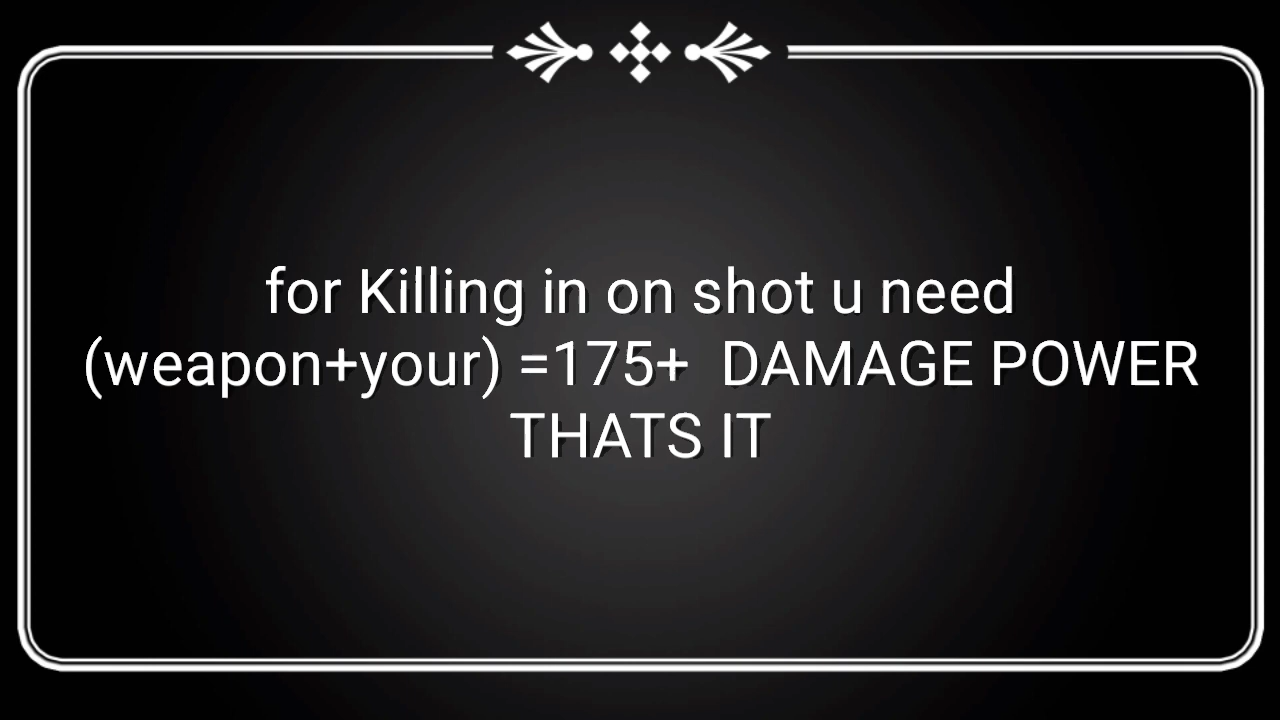 for Killing in on shot u need
(weapon+your) =175+  DAMAGE POWER
THATS IT